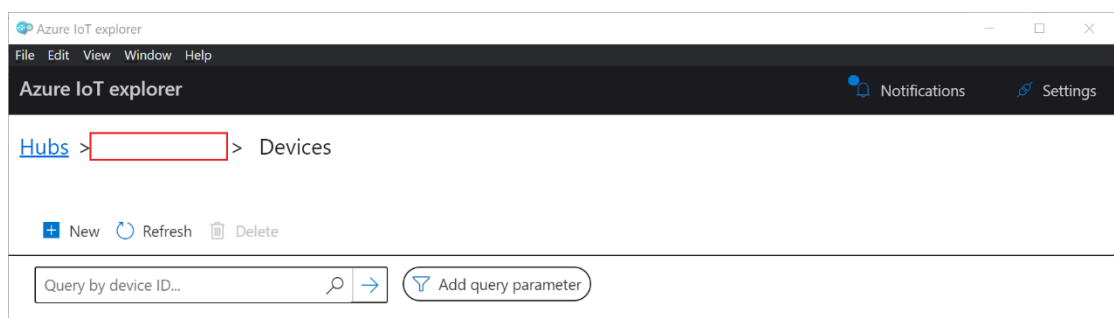 Azure IoT explorer
File Edit View Window Help
Azure IoT explorer Notifications Settings
Hubs > > Devices
New Refresh Delete
Query by device ID... Add query parameter